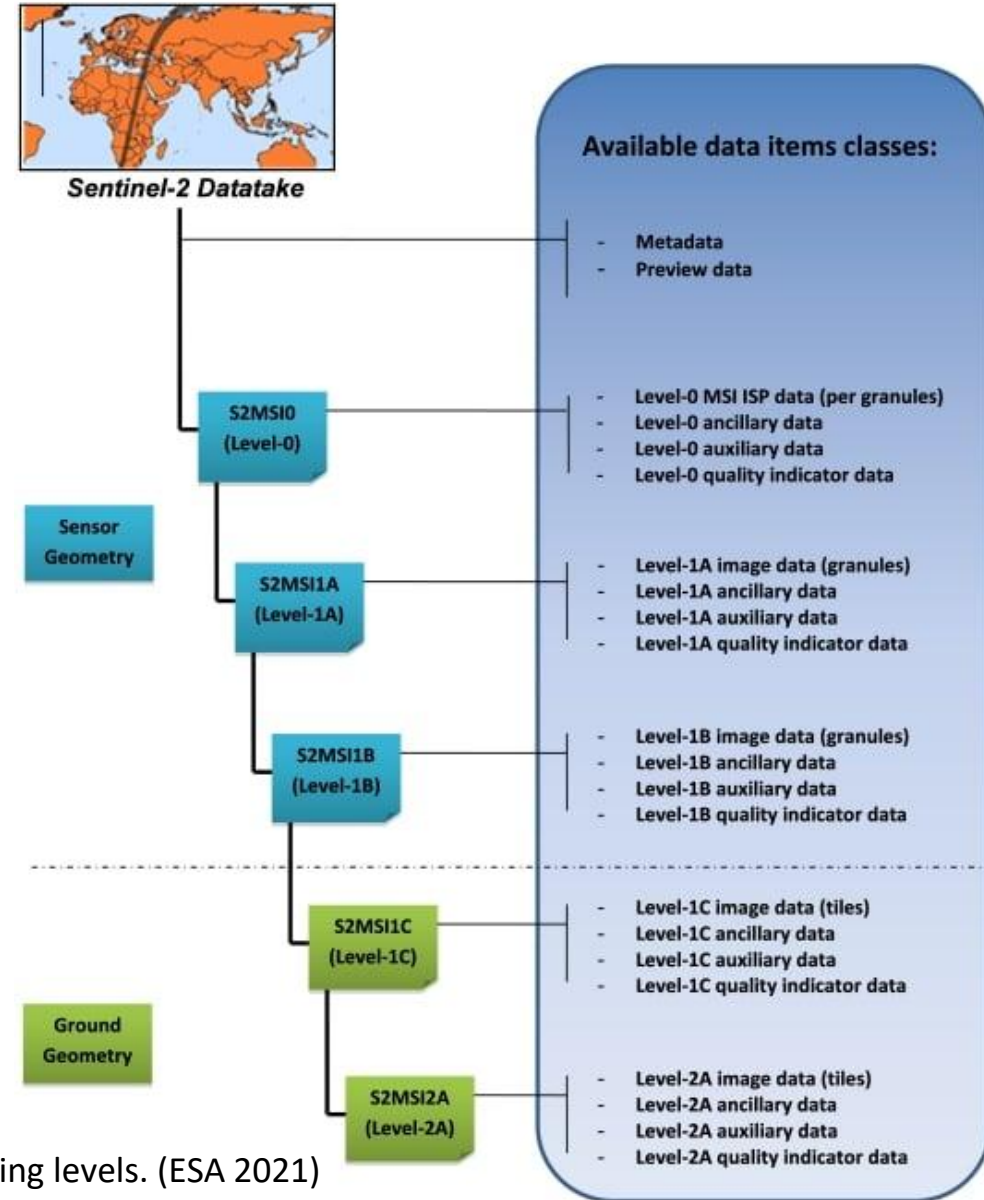 Sentinel-2 Datatake
Available data items classes:
- Metadata
- Preview data
S2MSI0
(Level-0)
- Level-0 MSI ISP data (per granules)
- Level-0 ancillary data
- Level-0 auxiliary data
- Level-0 quality indicator data
Sensor
Geometry
S2MSI1A
(Level-1A)
- Level-1A image data (granules)
- Level-1A ancillary data
- Level-1A auxiliary data
- Level-1A quality indicator data
S2MSI1B
(Level-1B)
- Level-1B image data (granules)
- Level-1B ancillary data
- Level-1B auxiliary data
- Level-1B quality indicator data
S2MSI1C
(Level-1C)
- Level-1C image data (tiles)
- Level-1C ancillary data
- Level-1C auxiliary data
- Level-1C quality indicator data
Ground
Geometry
S2MSI2A
(Level-2A)
- Level-2A image data (tiles)
- Level-2A ancillary data
- Level-2A auxiliary data
- Level-2A quality indicator data
ing levels. (ESA 2021)